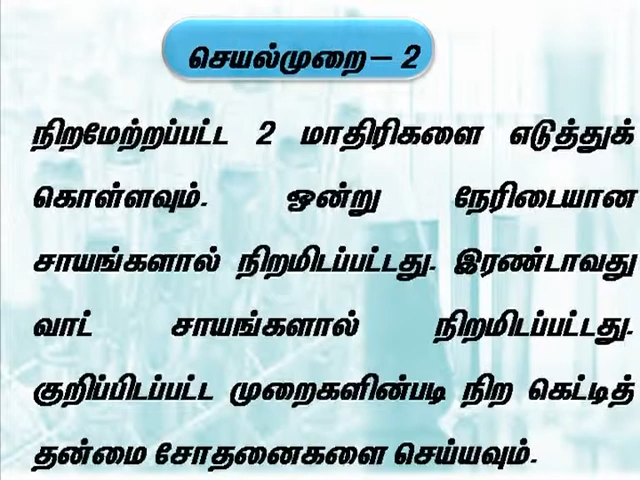 செயல்முறை – 2
நிறமேற்றப்பட்ட 2 மாதிரிகளை எடுத்துக்
கொள்ளவும். ஒன்று நேரிடையான
சாயங்களால் நிறமிடப்பட்டது. இரண்டாவது
வாட் சாயங்களால் நிறமிடப்பட்டது.
குறிப்பிடப்பட்ட முறைகளின்படி நிற கெட்டித்
தன்மை சோதனைகளை செய்யவும்.